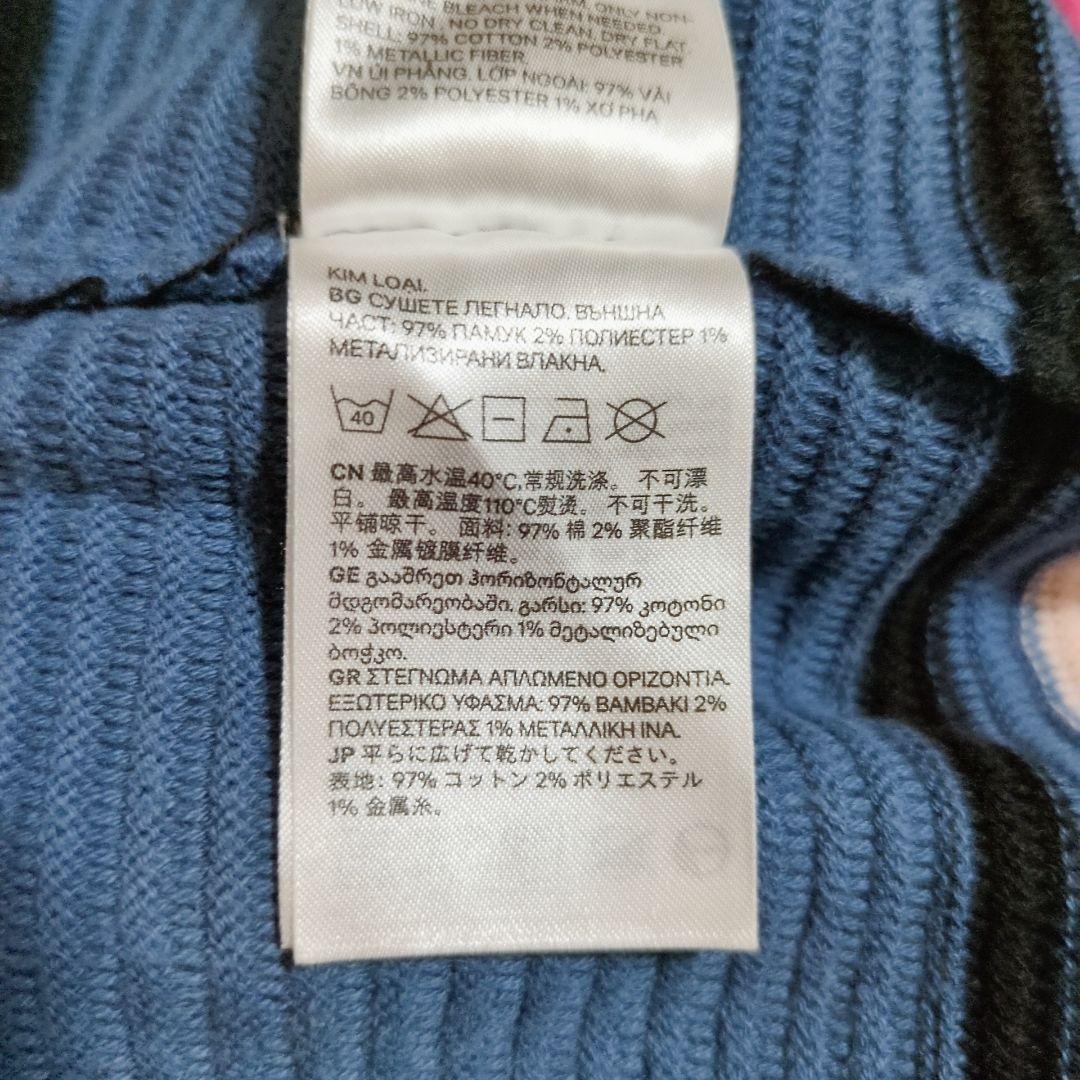 ONLY NON-
BLEACH WHEN NEEDED
LOW IRON, NO DRY CLEAN, DRY FLAT.
SHELL: 97% COTTON 2% POLYESTER
1% METALLIC FIBER.
VN ỦI PHẲNG. LỚP NGOÀI: 97% VẢI
BÔNG 2% POLYESTER 1% XƠ PHA
KIM LOẠI.
BG СУШЕТЕ ЛЕГНАЛО. ВЪНШНА
ЧАСТ: 97% ПАМУК 2% ПОЛИЕСТЕР 1%
МЕТАЛИЗИРАНИ ВЛАКНА.
40
CN 最高水温40°C,常规洗涤。 不可漂
白。 最高温度110°C熨烫。 不可干洗。
平铺晾干。 面料: 97% 棉 2% 聚酯纤维
1% 金属镀膜纤维。
GE გააშრეთ ჰორიზონტალურ
მდგომარეობაში. გარსი: 97% კოტონი
2% პოლიესტერი 1% მეტალიზებული
ბოჭკო.
GR ΣΤΕΓΝΩΜΑ ΑΠΛΩΜΕΝΟ ΟΡΙΖΟΝΤΙΑ.
ΕΞΩΤΕΡΙΚΟ ΥΦΑΣΜΑ: 97% ΒΑΜΒΑΚΙ 2%
ΠΟΛΥΕΣΤΕΡΑΣ 1% ΜΕΤΑΛΛΙΚΗ ΙΝΑ.
JP 平らに広げて乾かしてください。
表地: 97% コットン 2% ポリエステル
1% 金属糸。